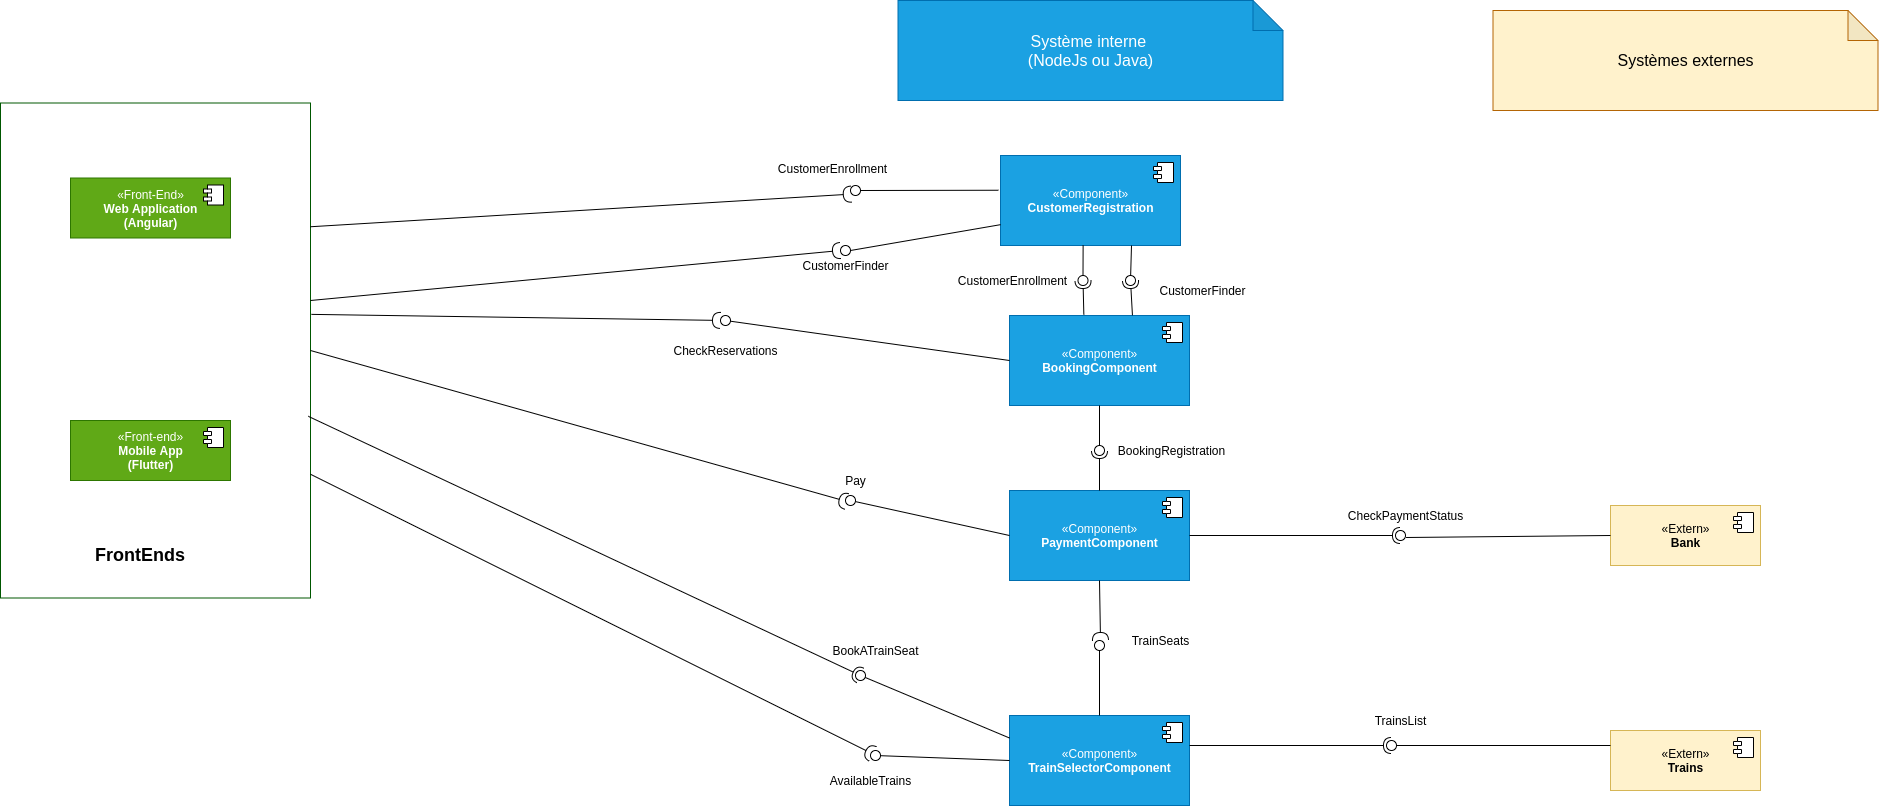 Système interne
(NodeJs ou Java)
Systèmes externes
«Front-End»
Web Application
(Angular)
«Front-end»
Mobile App
(Flutter)
FrontEnds
CustomerEnrollment
CustomerFinder
CheckReservations
Pay
BookATrainSeat
AvailableTrains
«Component»
CustomerRegistration
CustomerEnrollment
CustomerFinder
«Component»
BookingComponent
BookingRegistration
«Component»
PaymentComponent
CheckPaymentStatus
«Extern»
Bank
TrainSeats
«Component»
TrainSelectorComponent
TrainsList
«Extern»
Trains